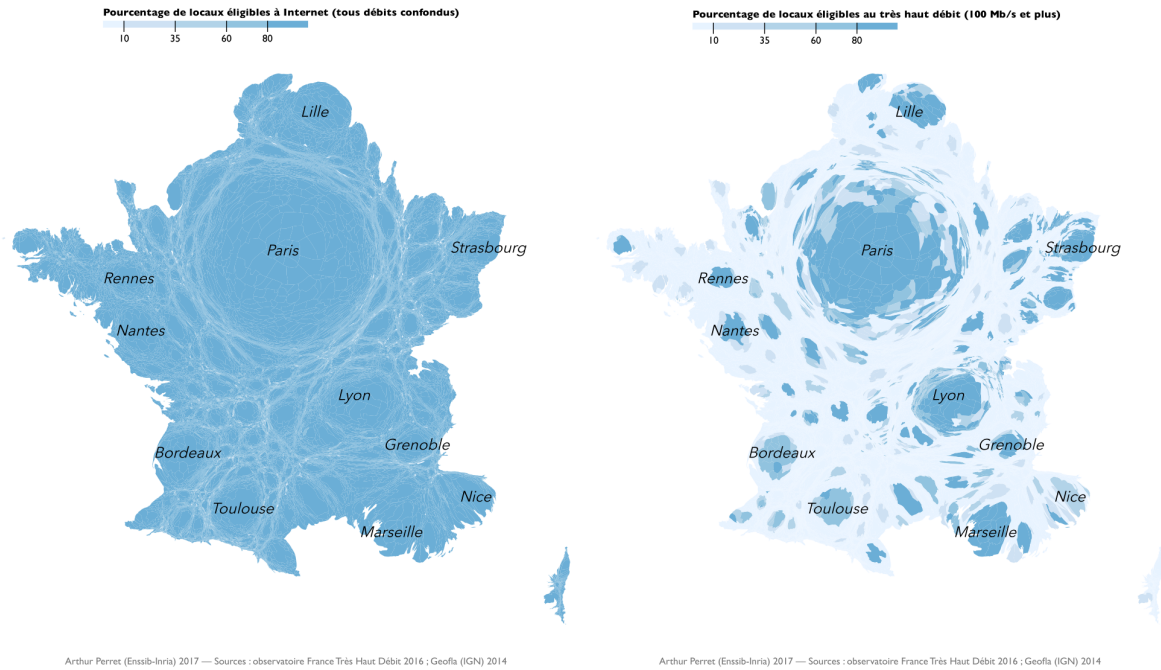 Pourcentage de locaux éligibles à Internet (tous débits confondus)
10 35 60 80
Lille
Paris
Strasbourg
Rennes
Nantes
Lyon
Grenoble
Bordeaux
Nice
Toulouse
Marseille
Arthur Perret (Enssib-Inria) 2017 — Sources : observatoire France Très Haut Débit 2016 ; Geofla (IGN) 2014
Pourcentage de locaux éligibles au très haut débit (100 Mb/s et plus)
10 35 60 80
Lille
Paris
Strasbourg
Rennes
Nantes
Lyon
Grenoble
Bordeaux
Nice
Toulouse
Marseille
Arthur Perret (Enssib-Inria) 2017 — Sources : observatoire France Très Haut Débit 2016 ; Geofla (IGN) 2014